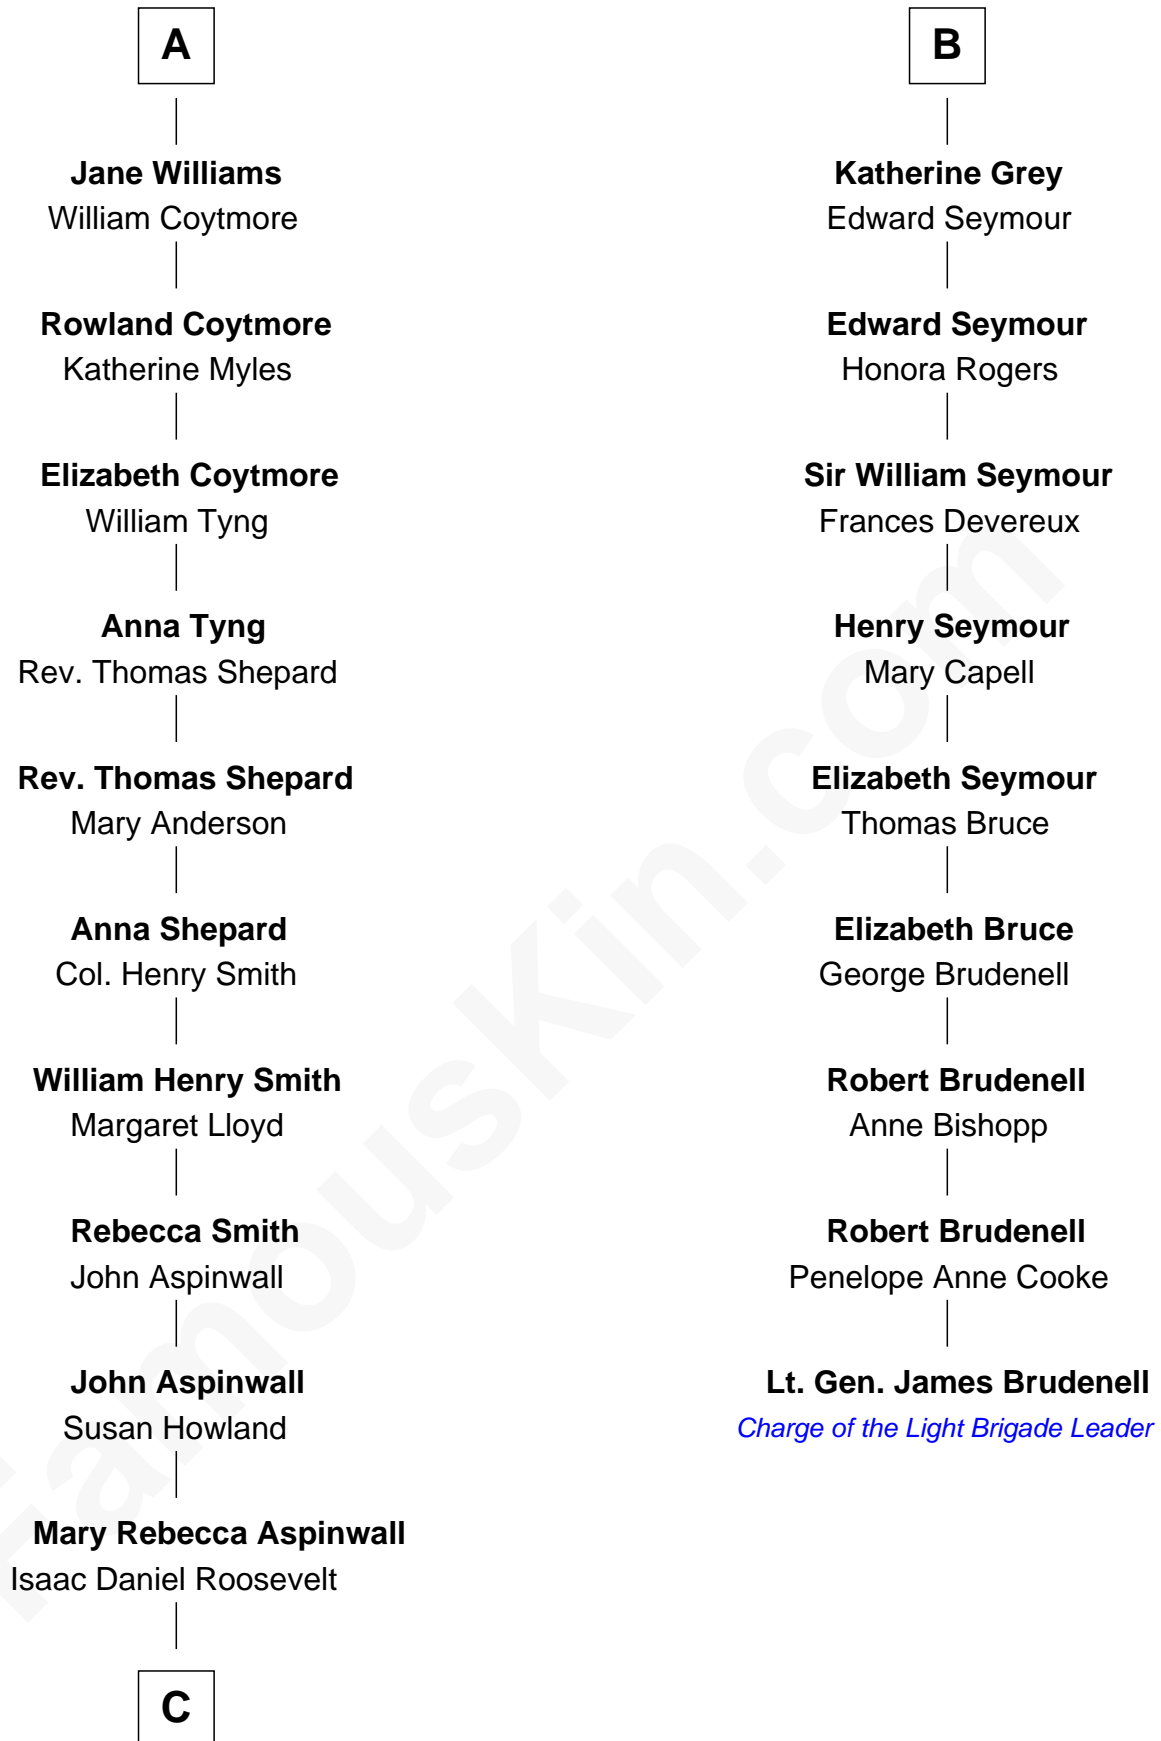 A
Jane Williams
William Coytmore
Rowland Coytmore
Katherine Myles
Elizabeth Coytmore
William Tyng
Anna Tyng
Rev. Thomas Shepard
Rev. Thomas Shepard
Mary Anderson
Anna Shepard
Col. Henry Smith
William Henry Smith
Margaret Lloyd
Rebecca Smith
John Aspinwall
John Aspinwall
Susan Howland
Mary Rebecca Aspinwall
Isaac Daniel Roosevelt
C
B
Katherine Grey
Edward Seymour
Edward Seymour
Honora Rogers
Sir William Seymour
Frances Devereux
Henry Seymour
Mary Capell
Elizabeth Seymour
Thomas Bruce
Elizabeth Bruce
George Brudenell
Robert Brudenell
Anne Bishopp
Robert Brudenell
Penelope Anne Cooke
Lt. Gen. James Brudenell
Charge of the Light Brigade Leader
FamousKin.com